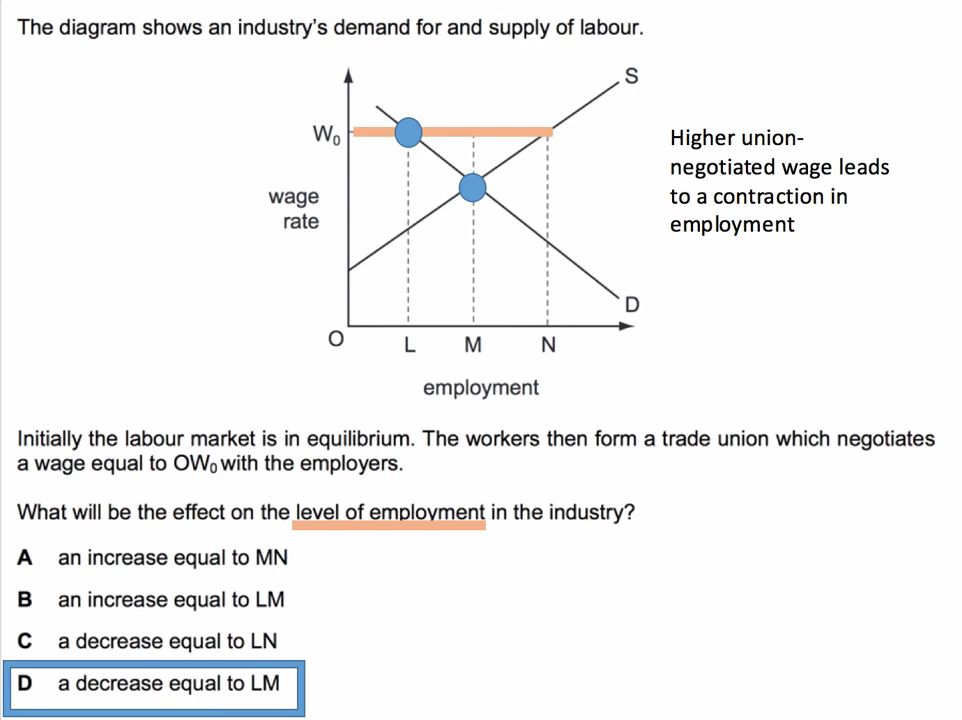 The diagram shows an industry's demand for and supply of labour.
S
W₀
Higher union-
negotiated wage leads
to a contraction in
employment
wage
rate
D
O
L M N
employment
Initially the labour market is in equilibrium. The workers then form a trade union which negotiates
a wage equal to OW₀ with the employers.
What will be the effect on the level of employment in the industry?
A an increase equal to MN
B an increase equal to LM
C a decrease equal to LN
D a decrease equal to LM